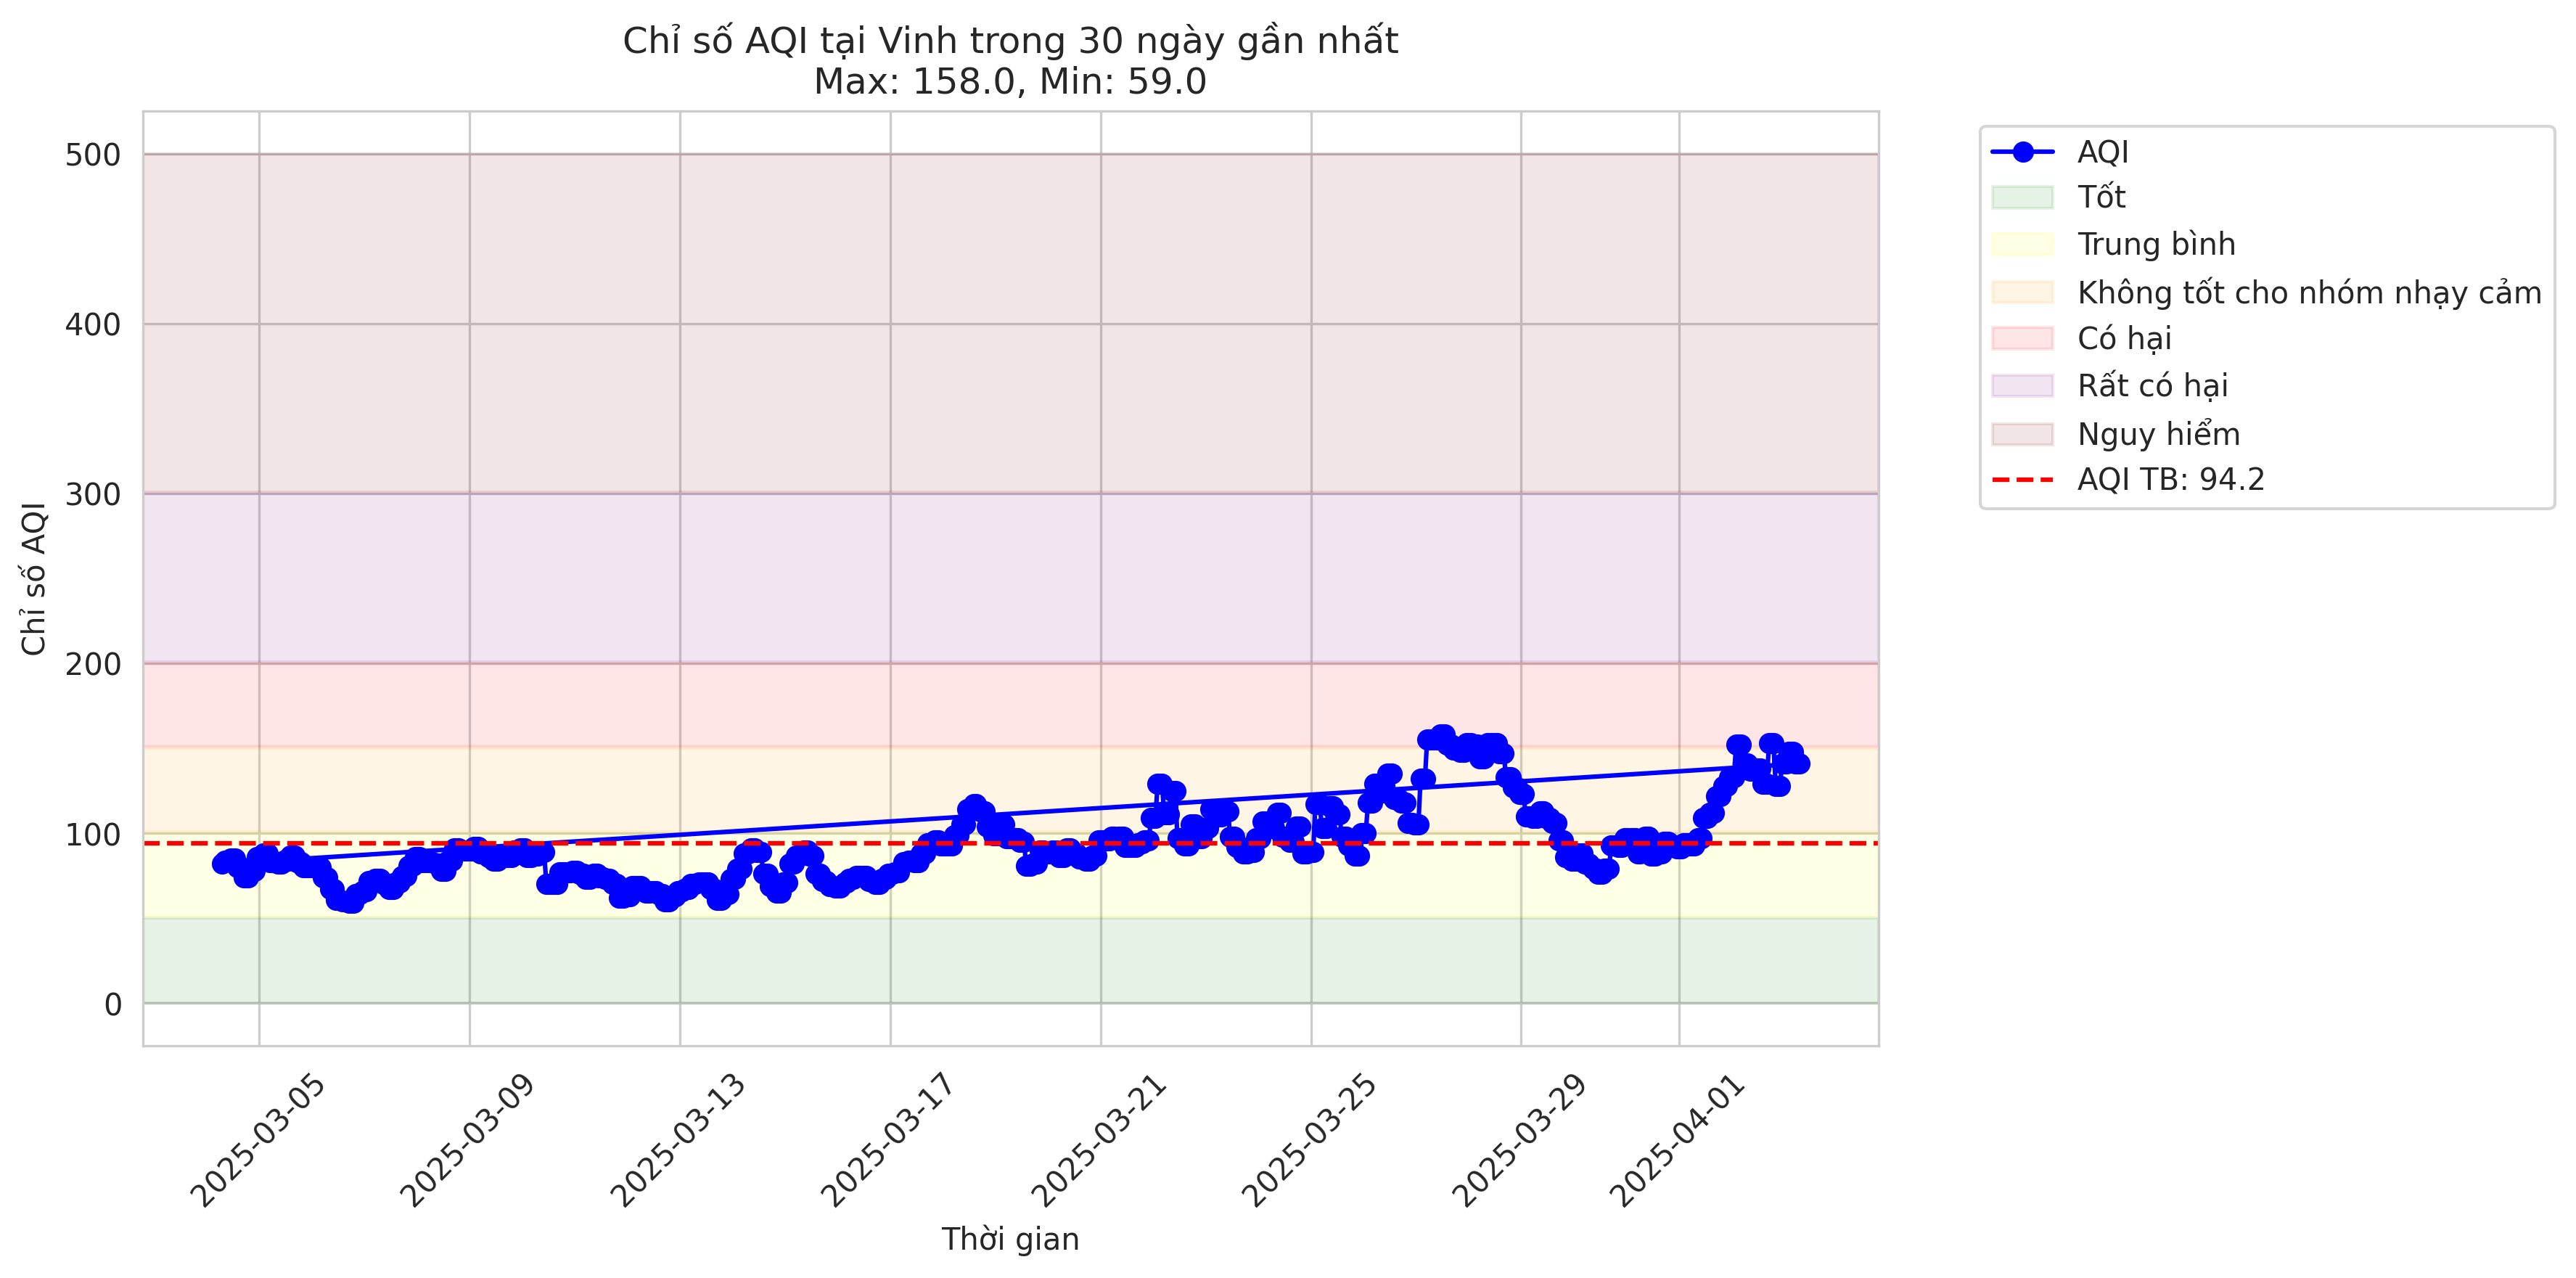 Chỉ số AQI tại Vinh trong 30 ngày gần nhất
Max: 158.0, Min: 59.0
Chỉ số AQI
500
400
300
200
100
0
2025-03-05
2025-03-09
2025-03-13
2025-03-17
2025-03-21
2025-03-25
2025-03-29
2025-04-01
Thời gian
AQI
Tốt
Trung bình
Không tốt cho nhóm nhạy cảm
Có hại
Rất có hại
Nguy hiểm
AQI TB: 94.2